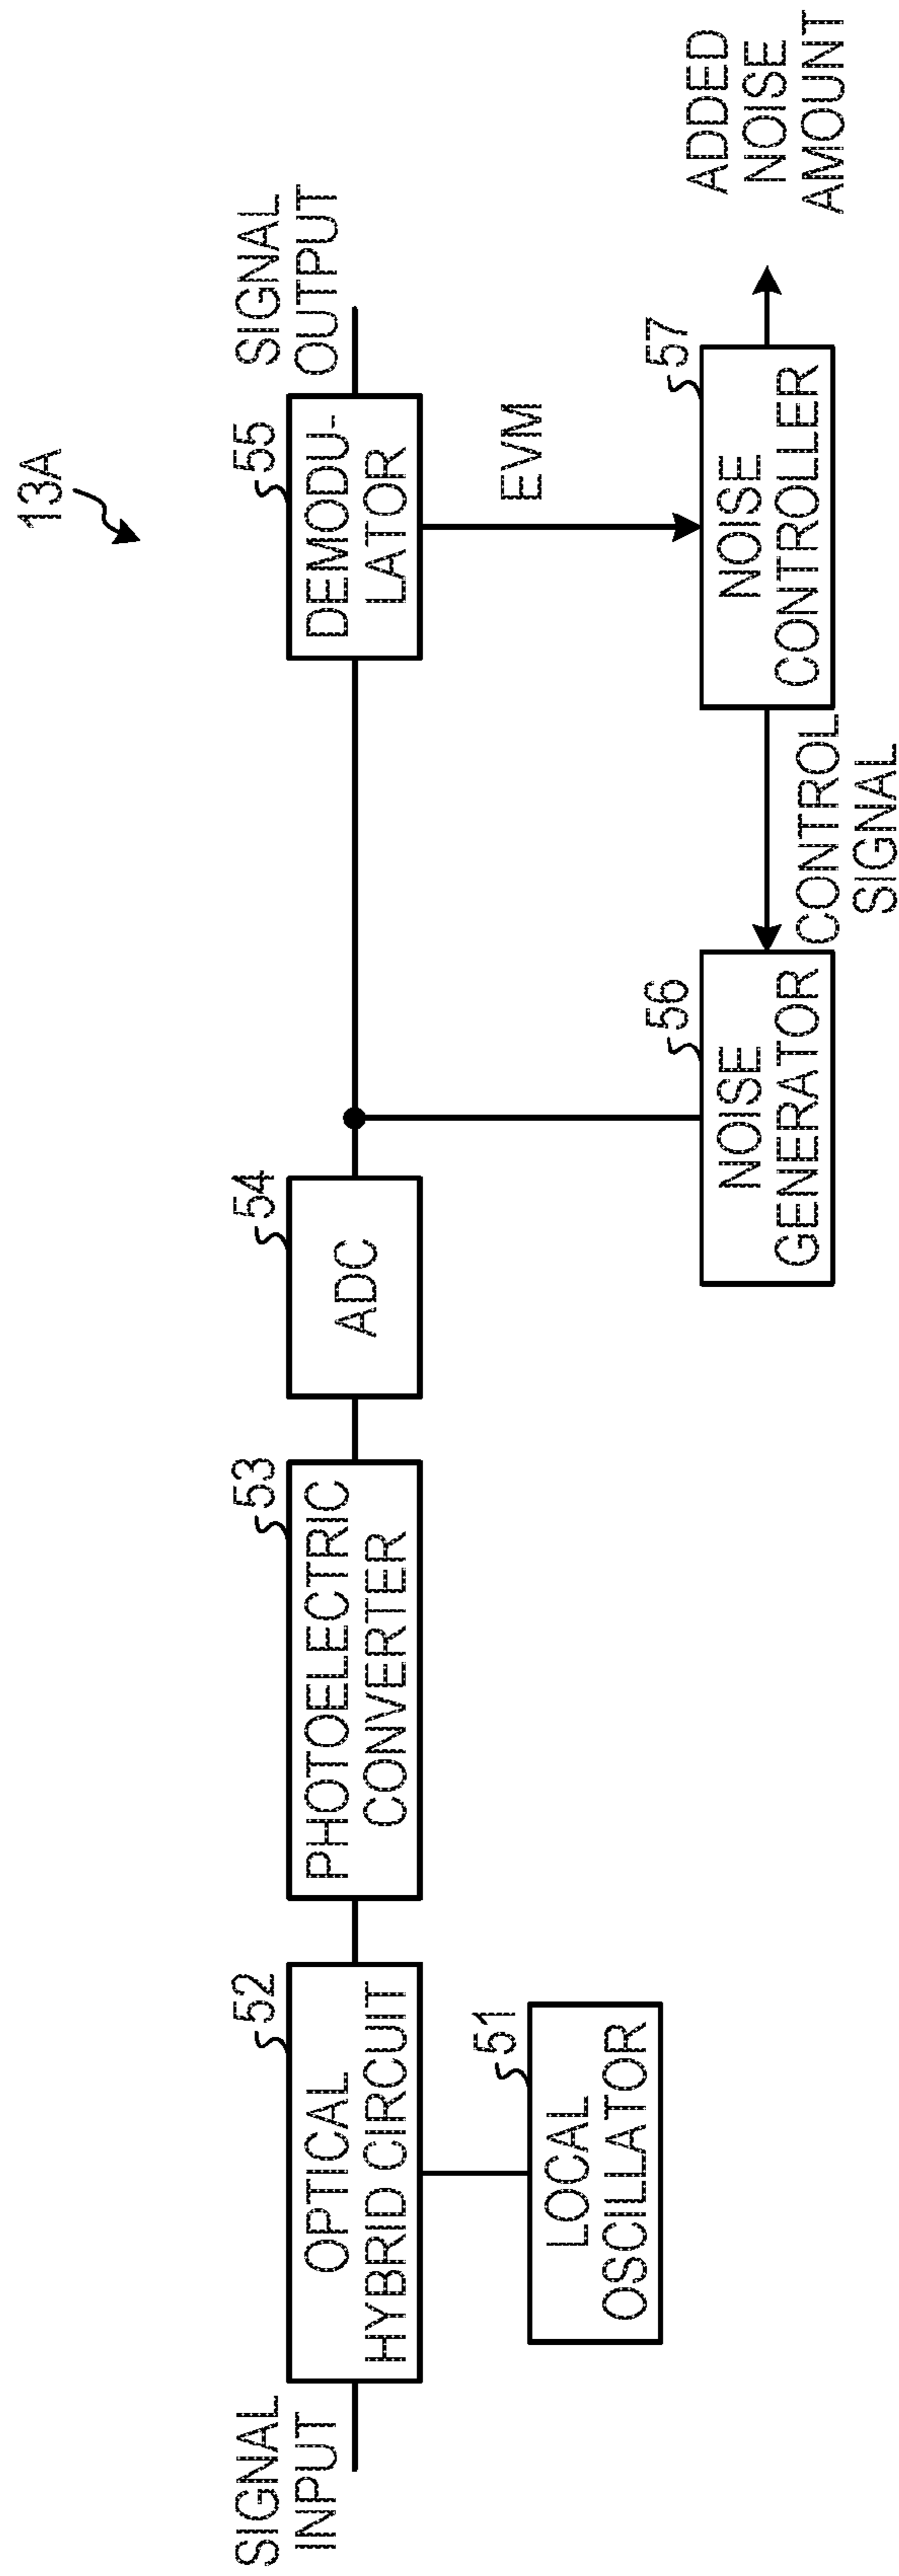 13A
SIGNAL
INPUT
52
OPTICAL
HYBRID CIRCUIT
51
LOCAL
OSCILLATOR
53
PHOTOELECTRIC
CONVERTER
54
ADC
55
DEMODU-
LATOR
SIGNAL
OUTPUT
EVM
56
NOISE
GENERATOR
CONTROL
SIGNAL
57
NOISE
CONTROLLER
ADDED
NOISE
AMOUNT